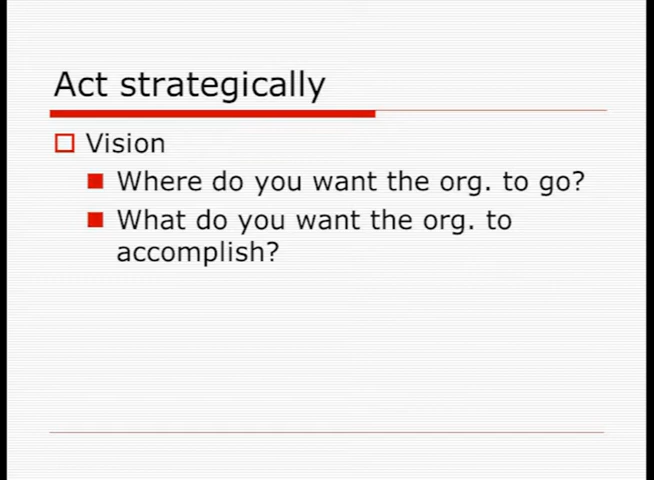 Act strategically
Vision
Where do you want the org. to go?
What do you want the org. to
accomplish?